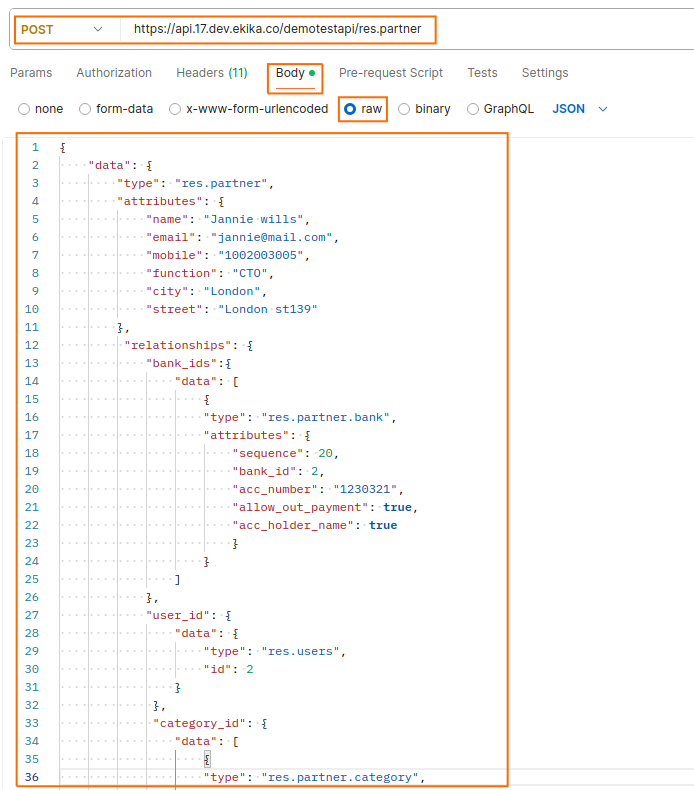 POST https://api.17.dev.ekika.co/demotestapi/res.partner
Params Authorization Headers (11) Body Pre-request Script Tests Settings
none form-data x-www-form-urlencoded raw binary GraphQL JSON
1 {
2 "data": {
3 "type": "res.partner",
4 "attributes": {
5 "name": "Jannie wills",
6 "email": "jannie@mail.com",
7 "mobile": "1002003005",
8 "function": "CTO",
9 "city": "London",
10 "street": "London st139"
11 },
12 "relationships": {
13 "bank_ids":{
14 "data": [
15 {
16 "type": "res.partner.bank",
17 "attributes": {
18 "sequence": 20,
19 "bank_id": 2,
20 "acc_number": "1230321",
21 "allow_out_payment": true,
22 "acc_holder_name": true
23 }
24 }
25 ]
26 },
27 "user_id": {
28 "data": {
29 "type": "res.users",
30 "id": 2
31 }
32 },
33 "category_id": {
34 "data": [
35 {
36 "type": "res.partner.category",